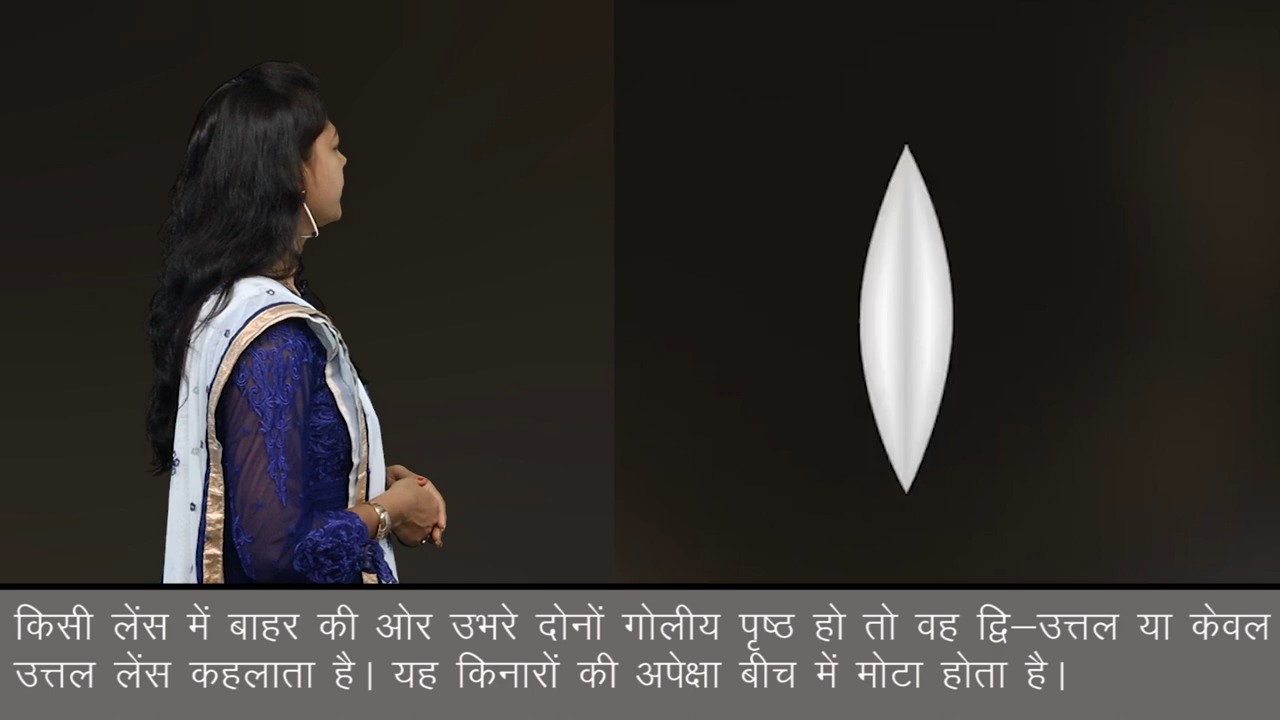 किसी लेंस में बाहर की ओर उभरे दोनों गोलीय पृष्ठ हो तो वह द्वि–उत्तल या केवल
उत्तल लेंस कहलाता है। यह किनारों की अपेक्षा बीच में मोटा होता है।